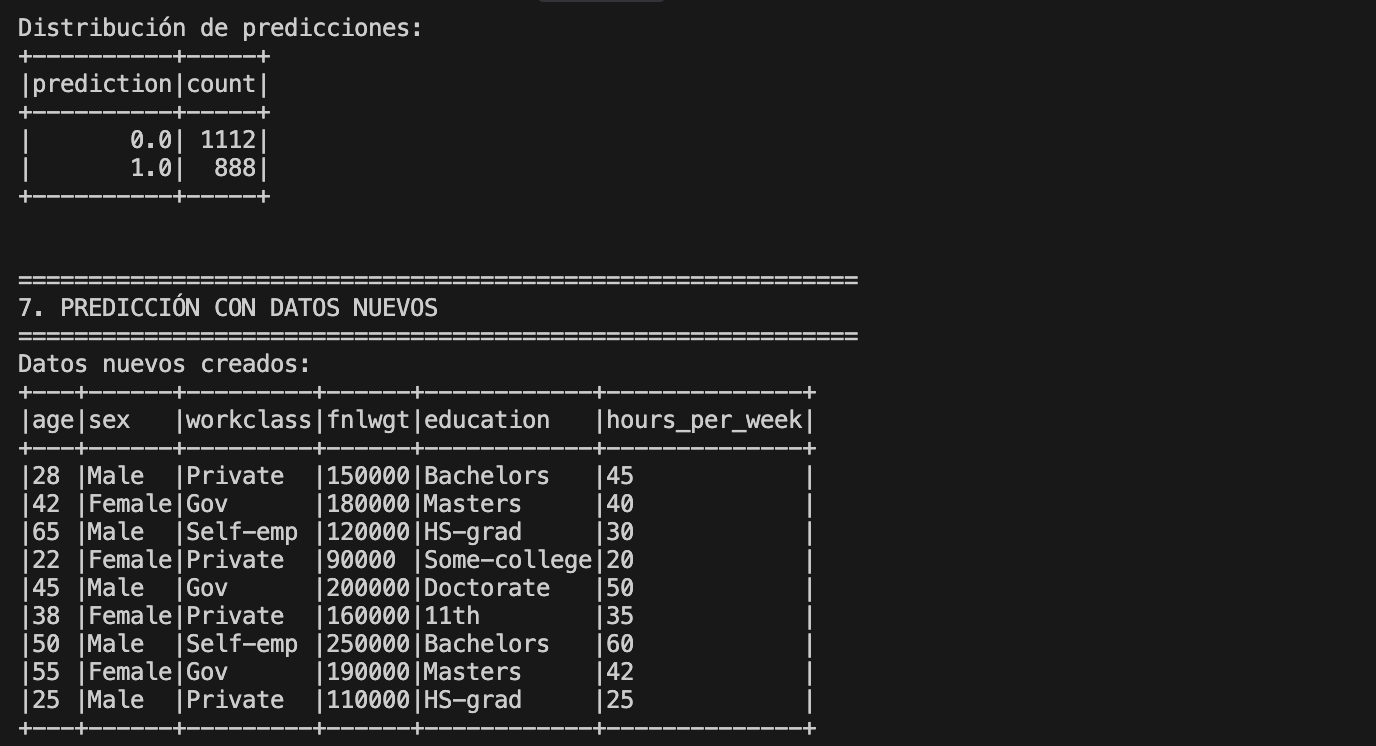 Distribución de predicciones:
+----------+-----+
|prediction|count|
+----------+-----+
|       0.0| 1112|
|       1.0|  888|
+----------+-----+
============================================================
7. PREDICCIÓN CON DATOS NUEVOS
============================================================
Datos nuevos creados:
+---+------+---------+------+------------+--------------+
|age|sex   |workclass|fnlwgt|education   |hours_per_week|
+---+------+---------+------+------------+--------------+
|28 |Male  |Private  |150000|Bachelors   |45            |
|42 |Female|Gov      |180000|Masters     |40            |
|65 |Male  |Self-emp |120000|HS-grad     |30            |
|22 |Female|Private  |90000 |Some-college|20            |
|45 |Male  |Gov      |200000|Doctorate   |50            |
|38 |Female|Private  |160000|11th        |35            |
|50 |Male  |Self-emp |250000|Bachelors   |60            |
|55 |Female|Gov      |190000|Masters     |42            |
|25 |Male  |Private  |110000|HS-grad     |25            |
+---+------+---------+------+------------+--------------+